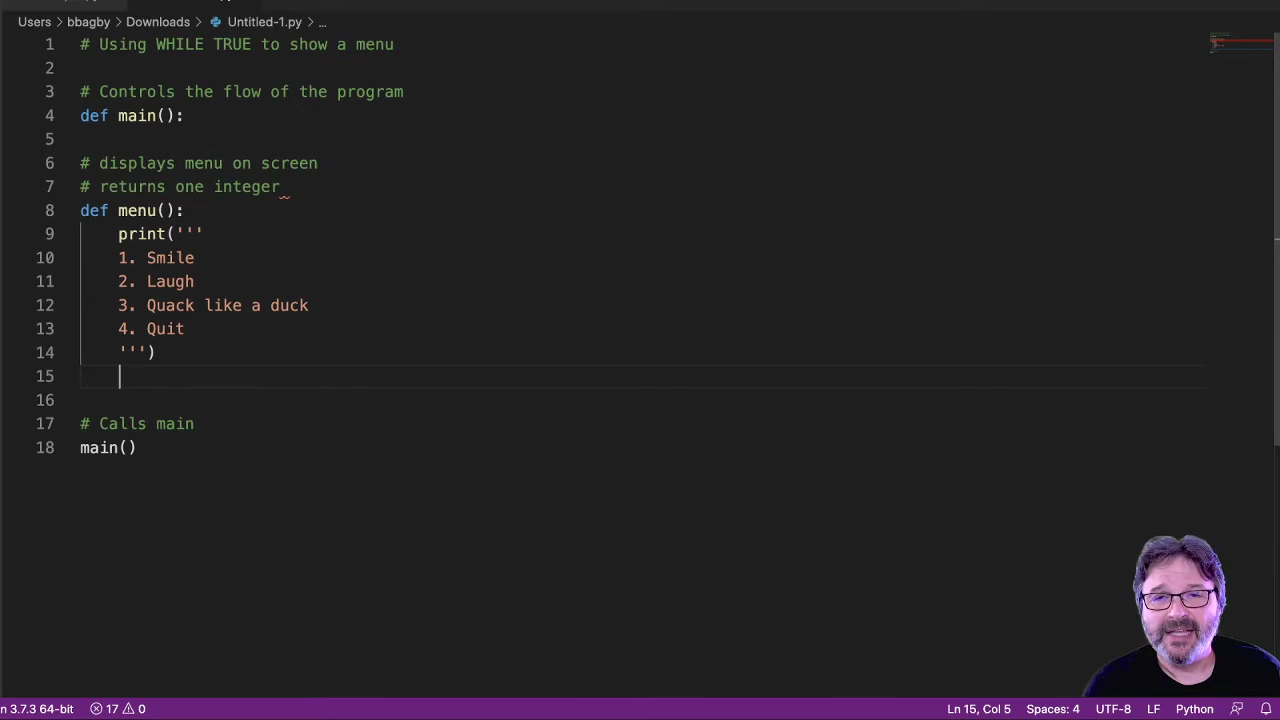 Users > bbagby > Downloads > Untitled-1.py > ...
1 # Using WHILE TRUE to show a menu
2
3 # Controls the flow of the program
4 def main():
5
6 # displays menu on screen
7 # returns one integer
8 def menu():
9 print('''
10 1. Smile
11 2. Laugh
12 3. Quack like a duck
13 4. Quit
14 ''')
15
16
17 # Calls main
18 main()
n 3.7.3 64-bit 17 0 Ln 15, Col 5 Spaces: 4 UTF-8 LF Python